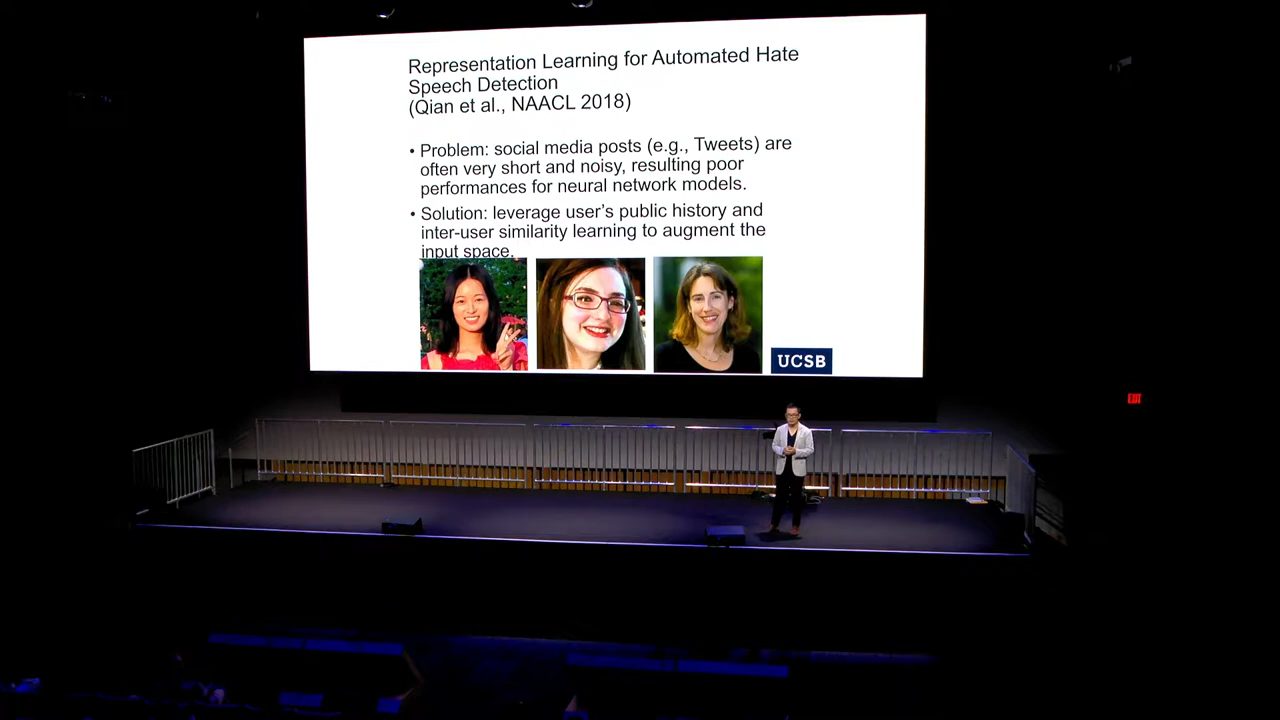 Representation Learning for Automated Hate
Speech Detection
(Qian et al., NAACL 2018)
• Problem: social media posts (e.g., Tweets) are
often very short and noisy, resulting poor
performances for neural network models.
• Solution: leverage user's public history and
inter-user similarity learning to augment the
input space.
UCSB
EXIT